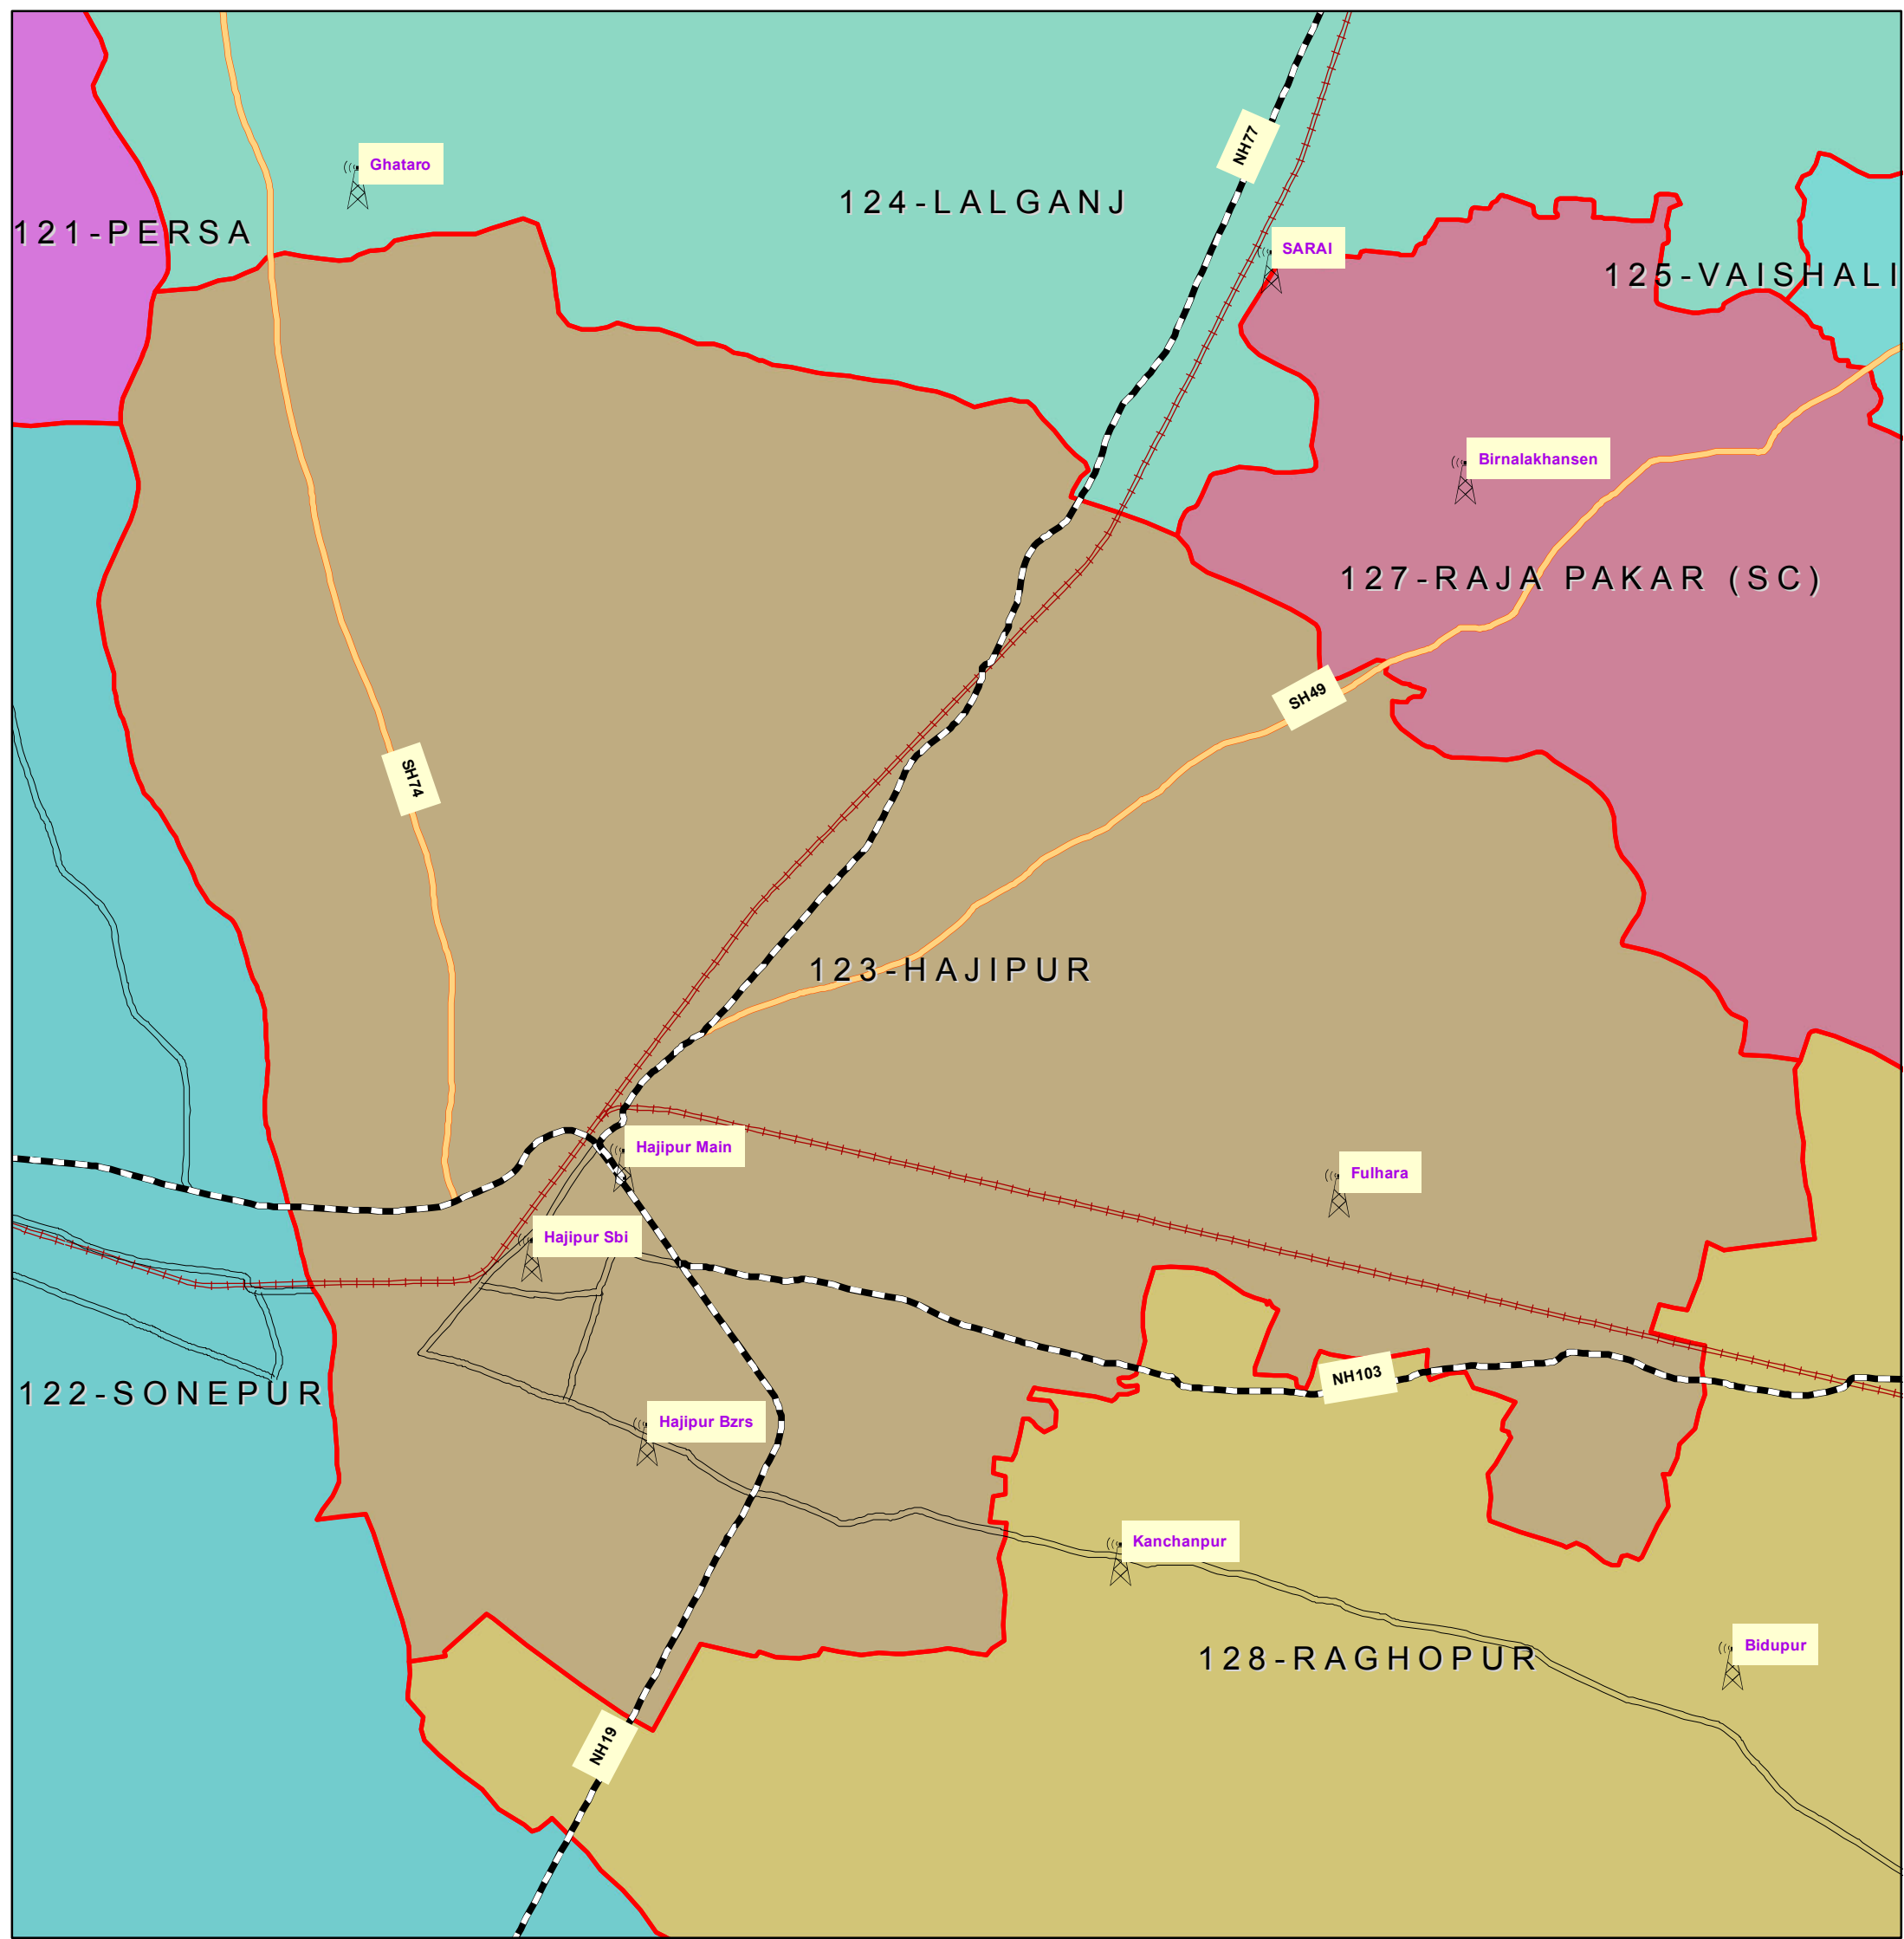 NH77
Ghataro
124-LALGANJ
121-PERSA
SARAI
125-VAISHALI
Birnalakhansen
127-RAJA PAKAR (SC)
SH49
SH74
123-HAJIPUR
Hajipur Main
Fulhara
Hajipur Sbi
NH103
122-SONEPUR
Hajipur Bzrs
Kanchanpur
Bidupur
128-RAGHOPUR
NH19